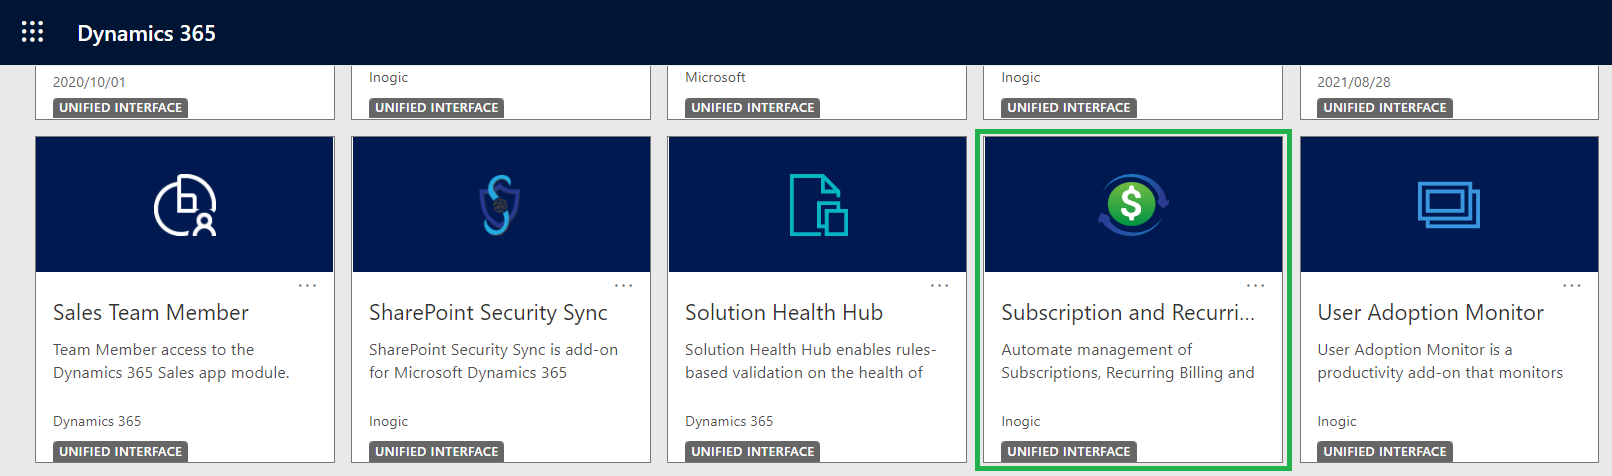 Dynamics 365
2020/10/01
UNIFIED INTERFACE
Inogic
UNIFIED INTERFACE
Microsoft
UNIFIED INTERFACE
Inogic
UNIFIED INTERFACE
2021/08/28
UNIFIED INTERFACE
Sales Team Member
Team Member access to the
Dynamics 365 Sales app module.
Dynamics 365
UNIFIED INTERFACE
SharePoint Security Sync
SharePoint Security Sync is add-on
for Microsoft Dynamics 365
Inogic
UNIFIED INTERFACE
Solution Health Hub
Solution Health Hub enables rules-
based validation on the health of
Dynamics 365
UNIFIED INTERFACE
$
Subscription and Recurri...
Automate management of
Subscriptions, Recurring Billing and
Inogic
UNIFIED INTERFACE
User Adoption Monitor
User Adoption Monitor is a
productivity add-on that monitors
Inogic
UNIFIED INTERFACE